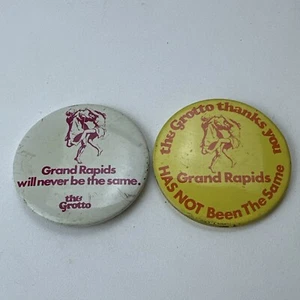 Grand Rapids
will never be the same.
the
Grotto
the Grotto thanks you
Grand Rapids
HAS NOT Been The Same